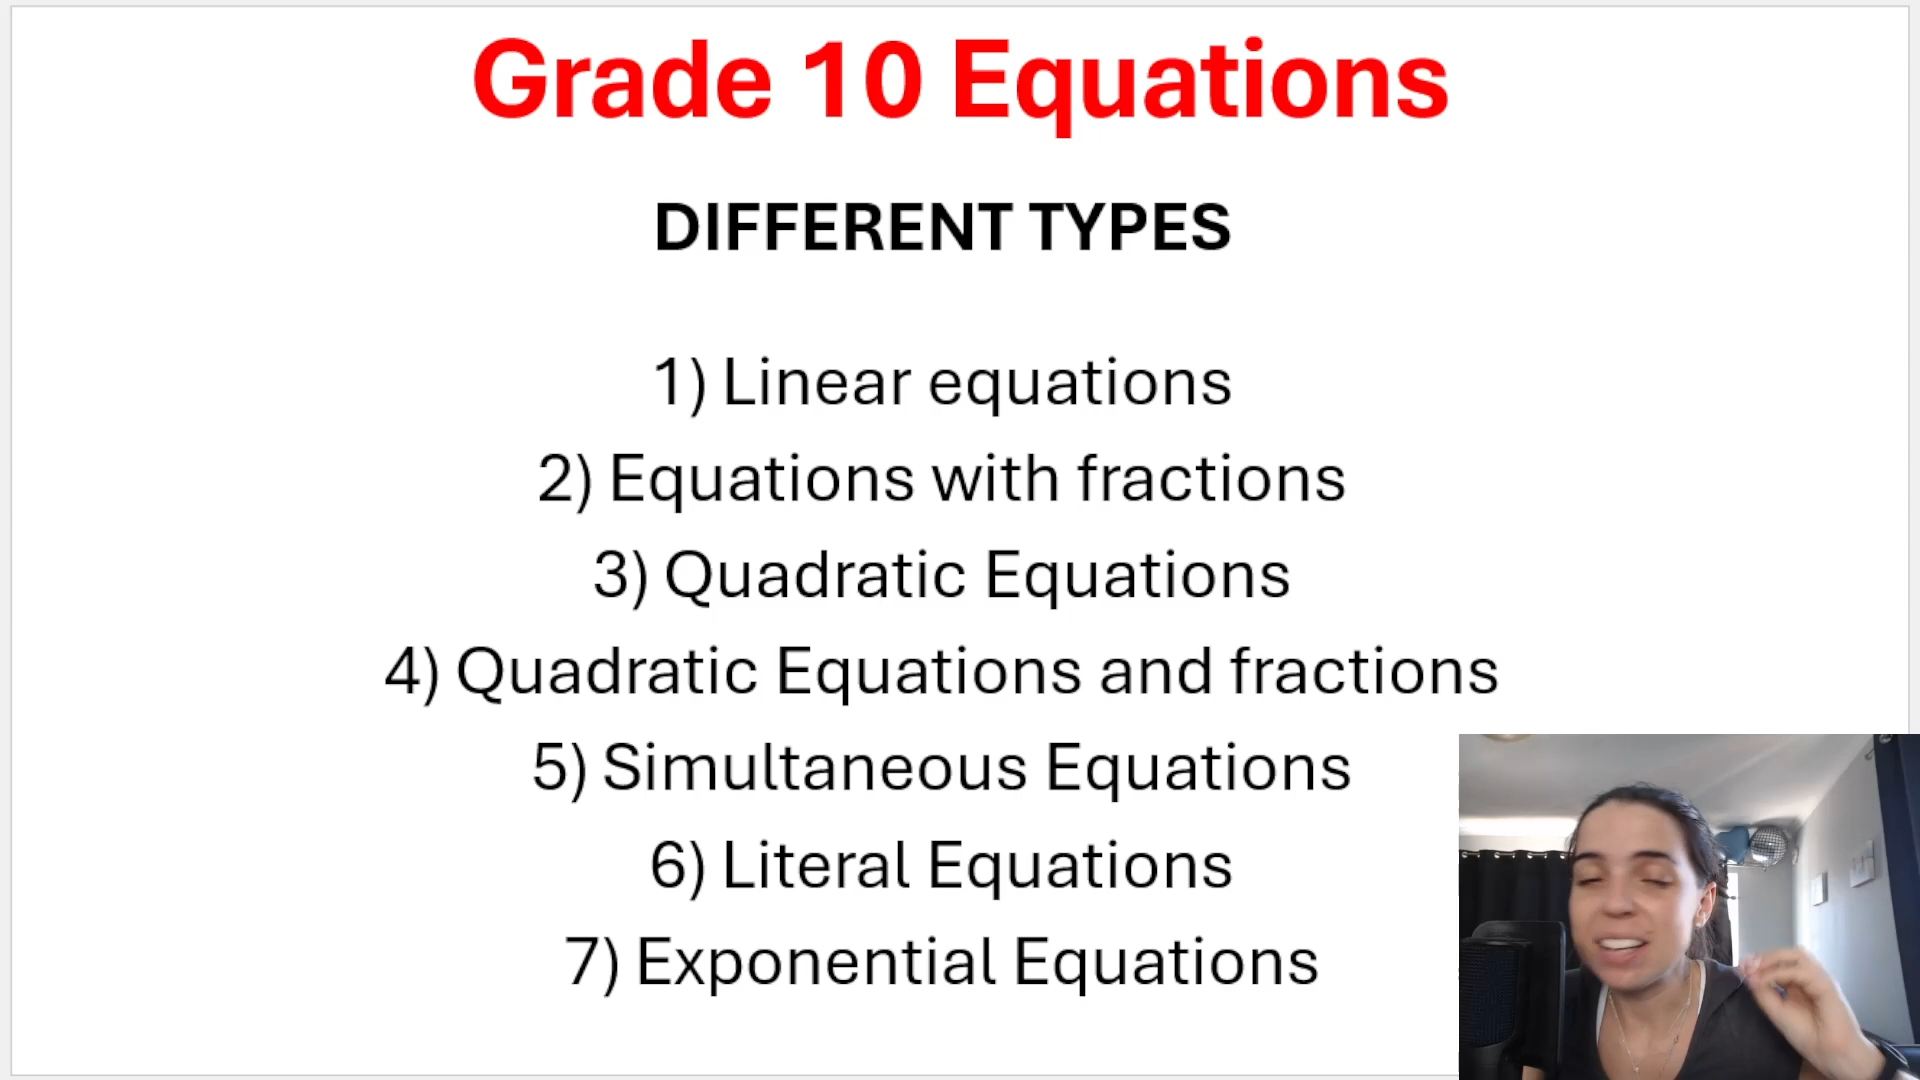 Grade 10 Equations
DIFFERENT TYPES
1) Linear equations
2) Equations with fractions
3) Quadratic Equations
4) Quadratic Equations and fractions
5) Simultaneous Equations
6) Literal Equations
7) Exponential Equations